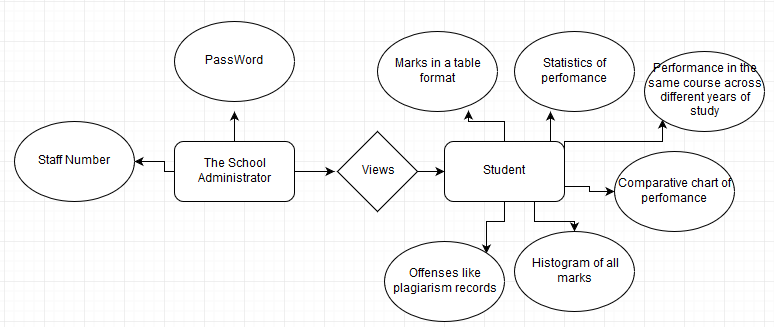 PassWord
Marks in a table
format
Statistics of
perfomance
Performance in the
same course across
different years of
study
Staff Number
The School
Administrator
Views
Student
Comparative chart of
perfomance
Offenses like
plagiarism records
Histogram of all
marks